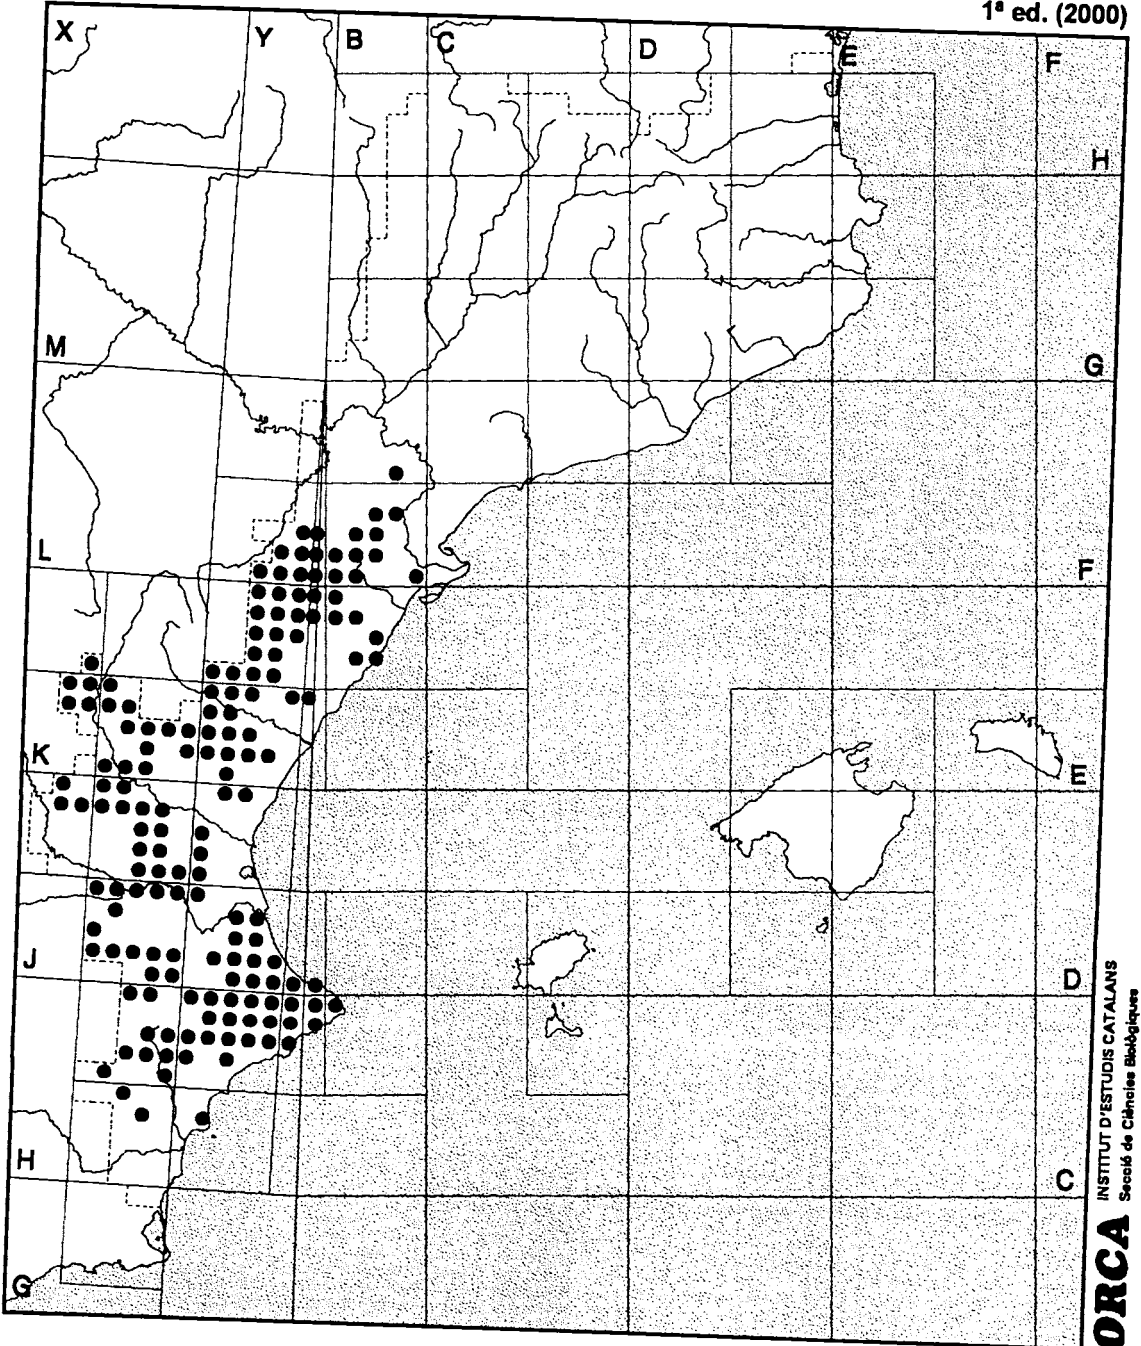 1ª ed. (2000)
X
Y
B
C
D
E
F
H
M
G
L
F
K
E
J
D
H
C
G
INSTITUT D'ESTUDIS CATALANS
Secció de Ciències Biològiques
ORCA